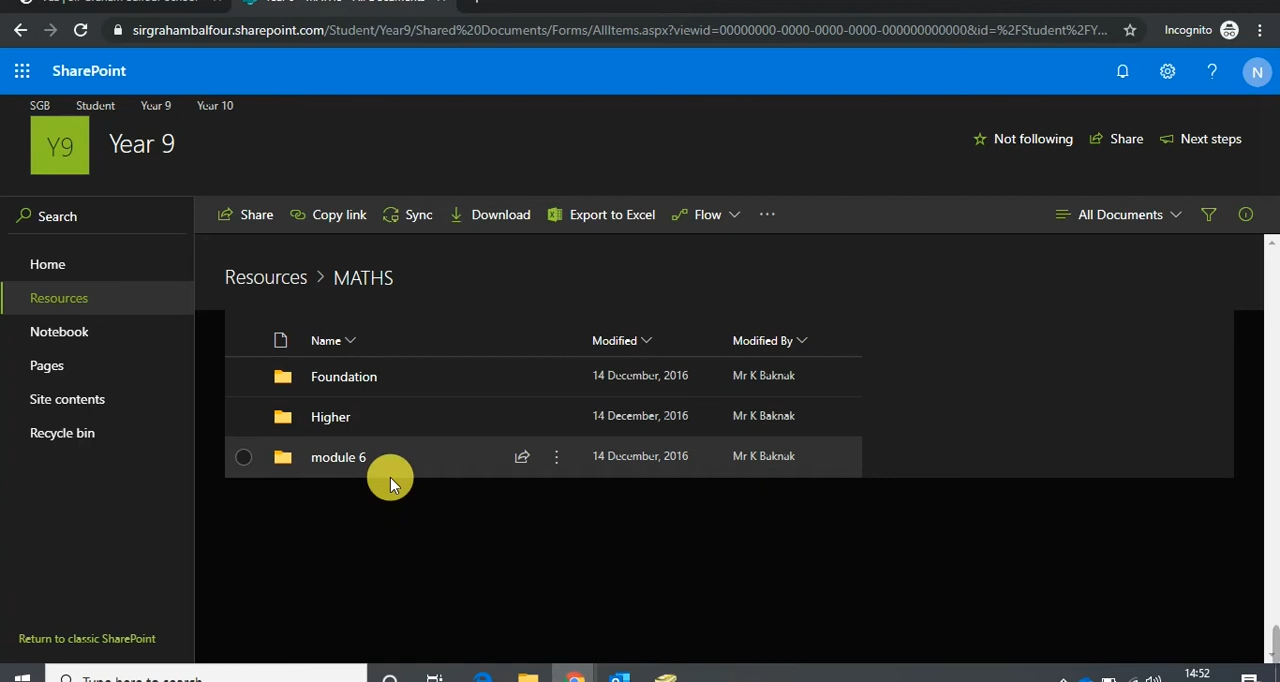 sirgrahambalfour.sharepoint.com/Student/Year9/Shared%20Documents/Forms/AllItems.aspx?viewid=00000000-0000-0000-0000-000000000000&id=%2FStudent%2FY... Incognito
SharePoint N
SGB Student Year 9 Year 10
Y9 Year 9 Not following Share Next steps
Search Share Copy link Sync Download Export to Excel Flow All Documents
Home
Resources > MATHS
Resources
Notebook
Name Modified Modified By
Pages
Foundation 14 December, 2016 Mr K Baknak
Site contents
Higher 14 December, 2016 Mr K Baknak
Recycle bin
module 6 14 December, 2016 Mr K Baknak
Return to classic SharePoint
Type here to search 14:52